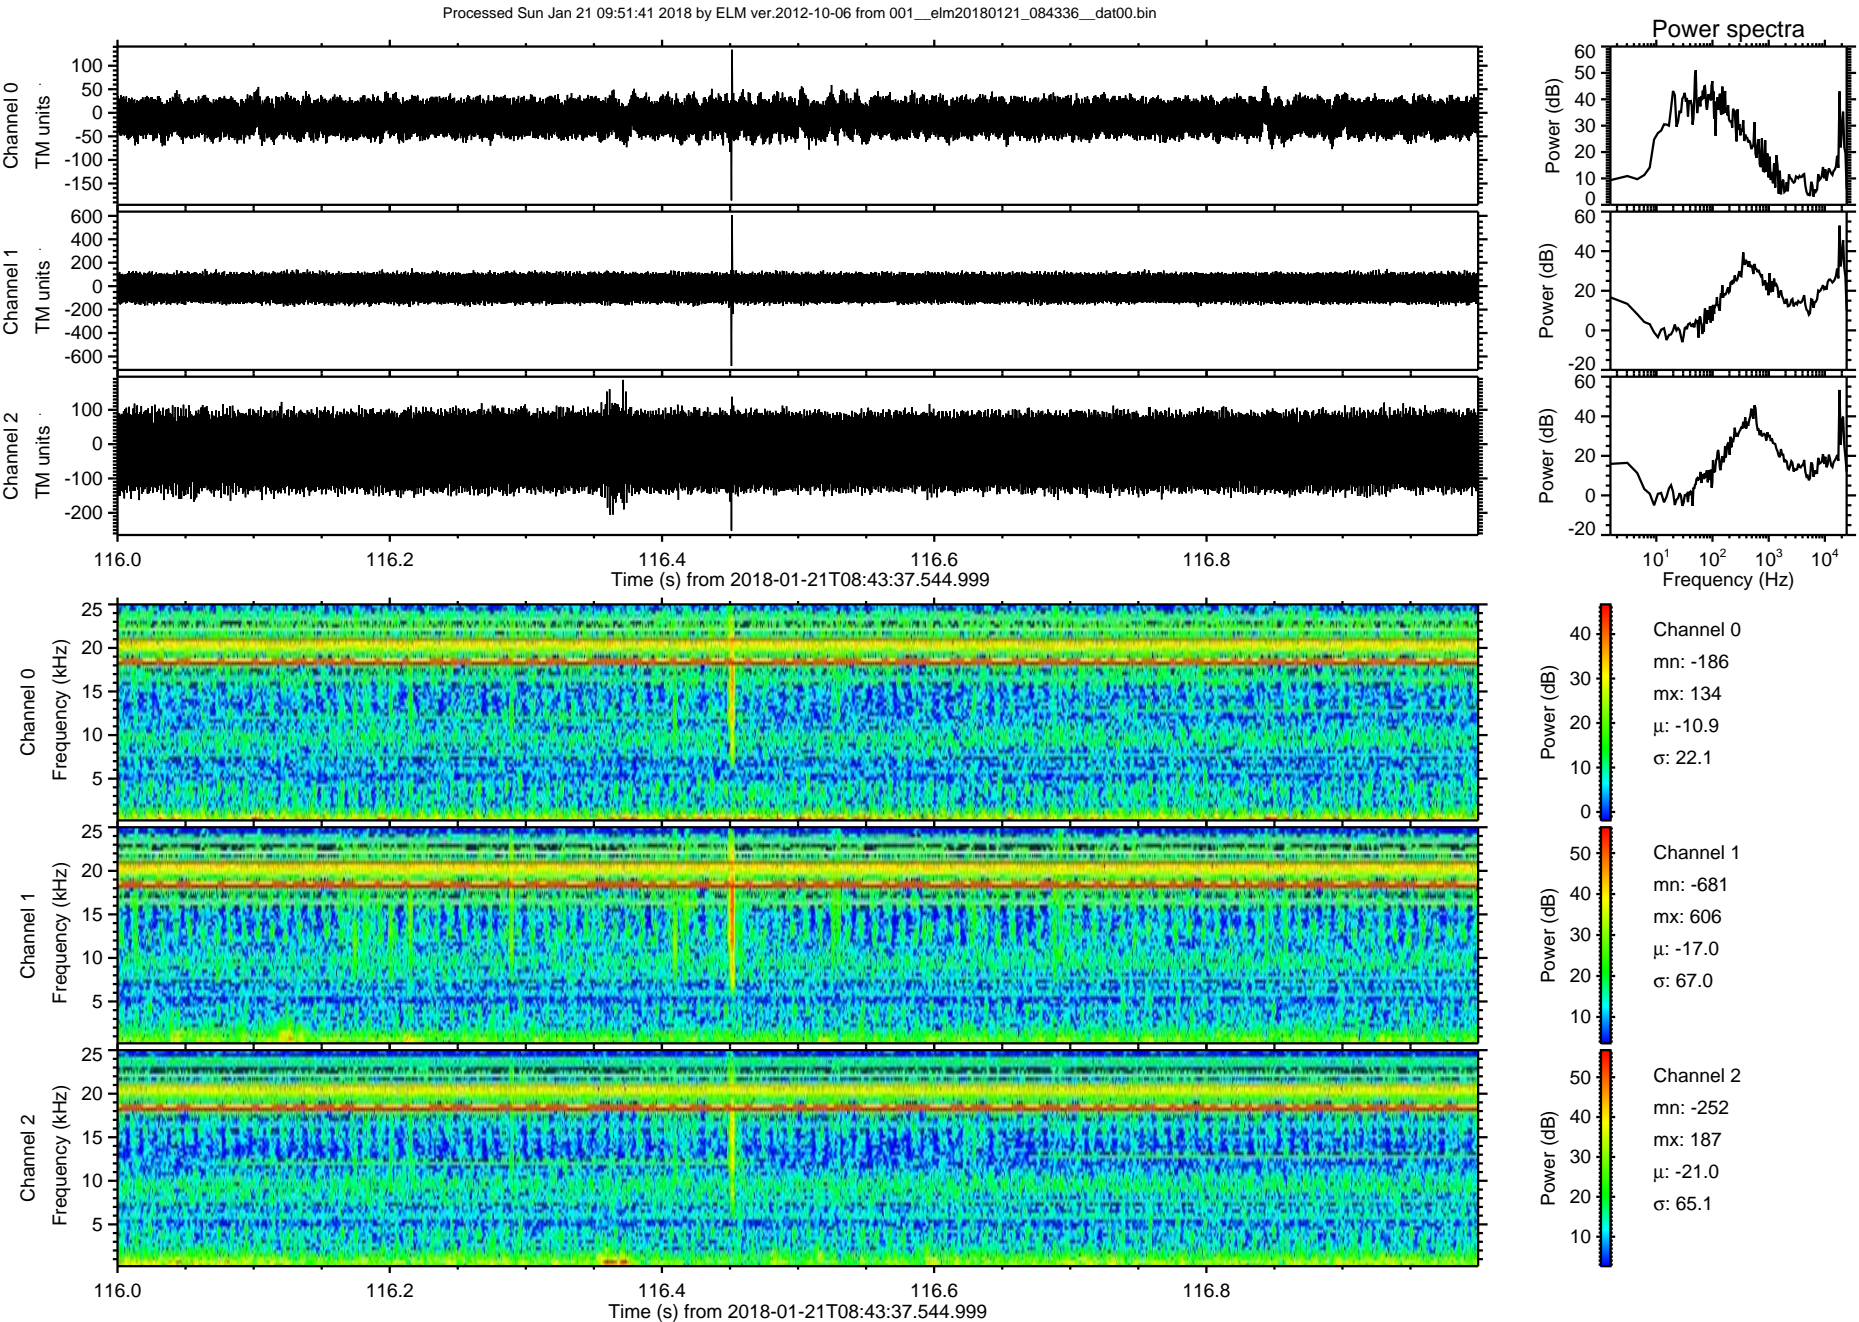 Processed Sun Jan 21 09:51:41 2018 by ELM ver.2012-10-06 from 001__elm20180121_084336__dat00.bin
Power spectra
Channel 0
TM units
100
50
0
-50
-100
-150
Power (dB)
60
50
40
30
20
10
0
Channel 1
TM units
600
400
200
0
-200
-400
-600
Power (dB)
60
40
20
0
-20
Channel 2
TM units
100
0
-100
-200
Power (dB)
60
40
20
0
-20
116.0 116.2 116.4 116.6 116.8
Time (s) from 2018-01-21T08:43:37.544.999
10¹ 10² 10³ 10⁴
Frequency (Hz)
Channel 0
Frequency (kHz)
25
20
15
10
5
Power (dB)
40
30
20
10
0
Channel 0
mn: -186
mx: 134
μ: -10.9
σ: 22.1
Channel 1
Frequency (kHz)
25
20
15
10
5
Power (dB)
50
40
30
20
10
Channel 1
mn: -681
mx: 606
μ: -17.0
σ: 67.0
Channel 2
Frequency (kHz)
25
20
15
10
5
Power (dB)
50
40
30
20
10
Channel 2
mn: -252
mx: 187
μ: -21.0
σ: 65.1
116.0 116.2 116.4 116.6 116.8
Time (s) from 2018-01-21T08:43:37.544.999